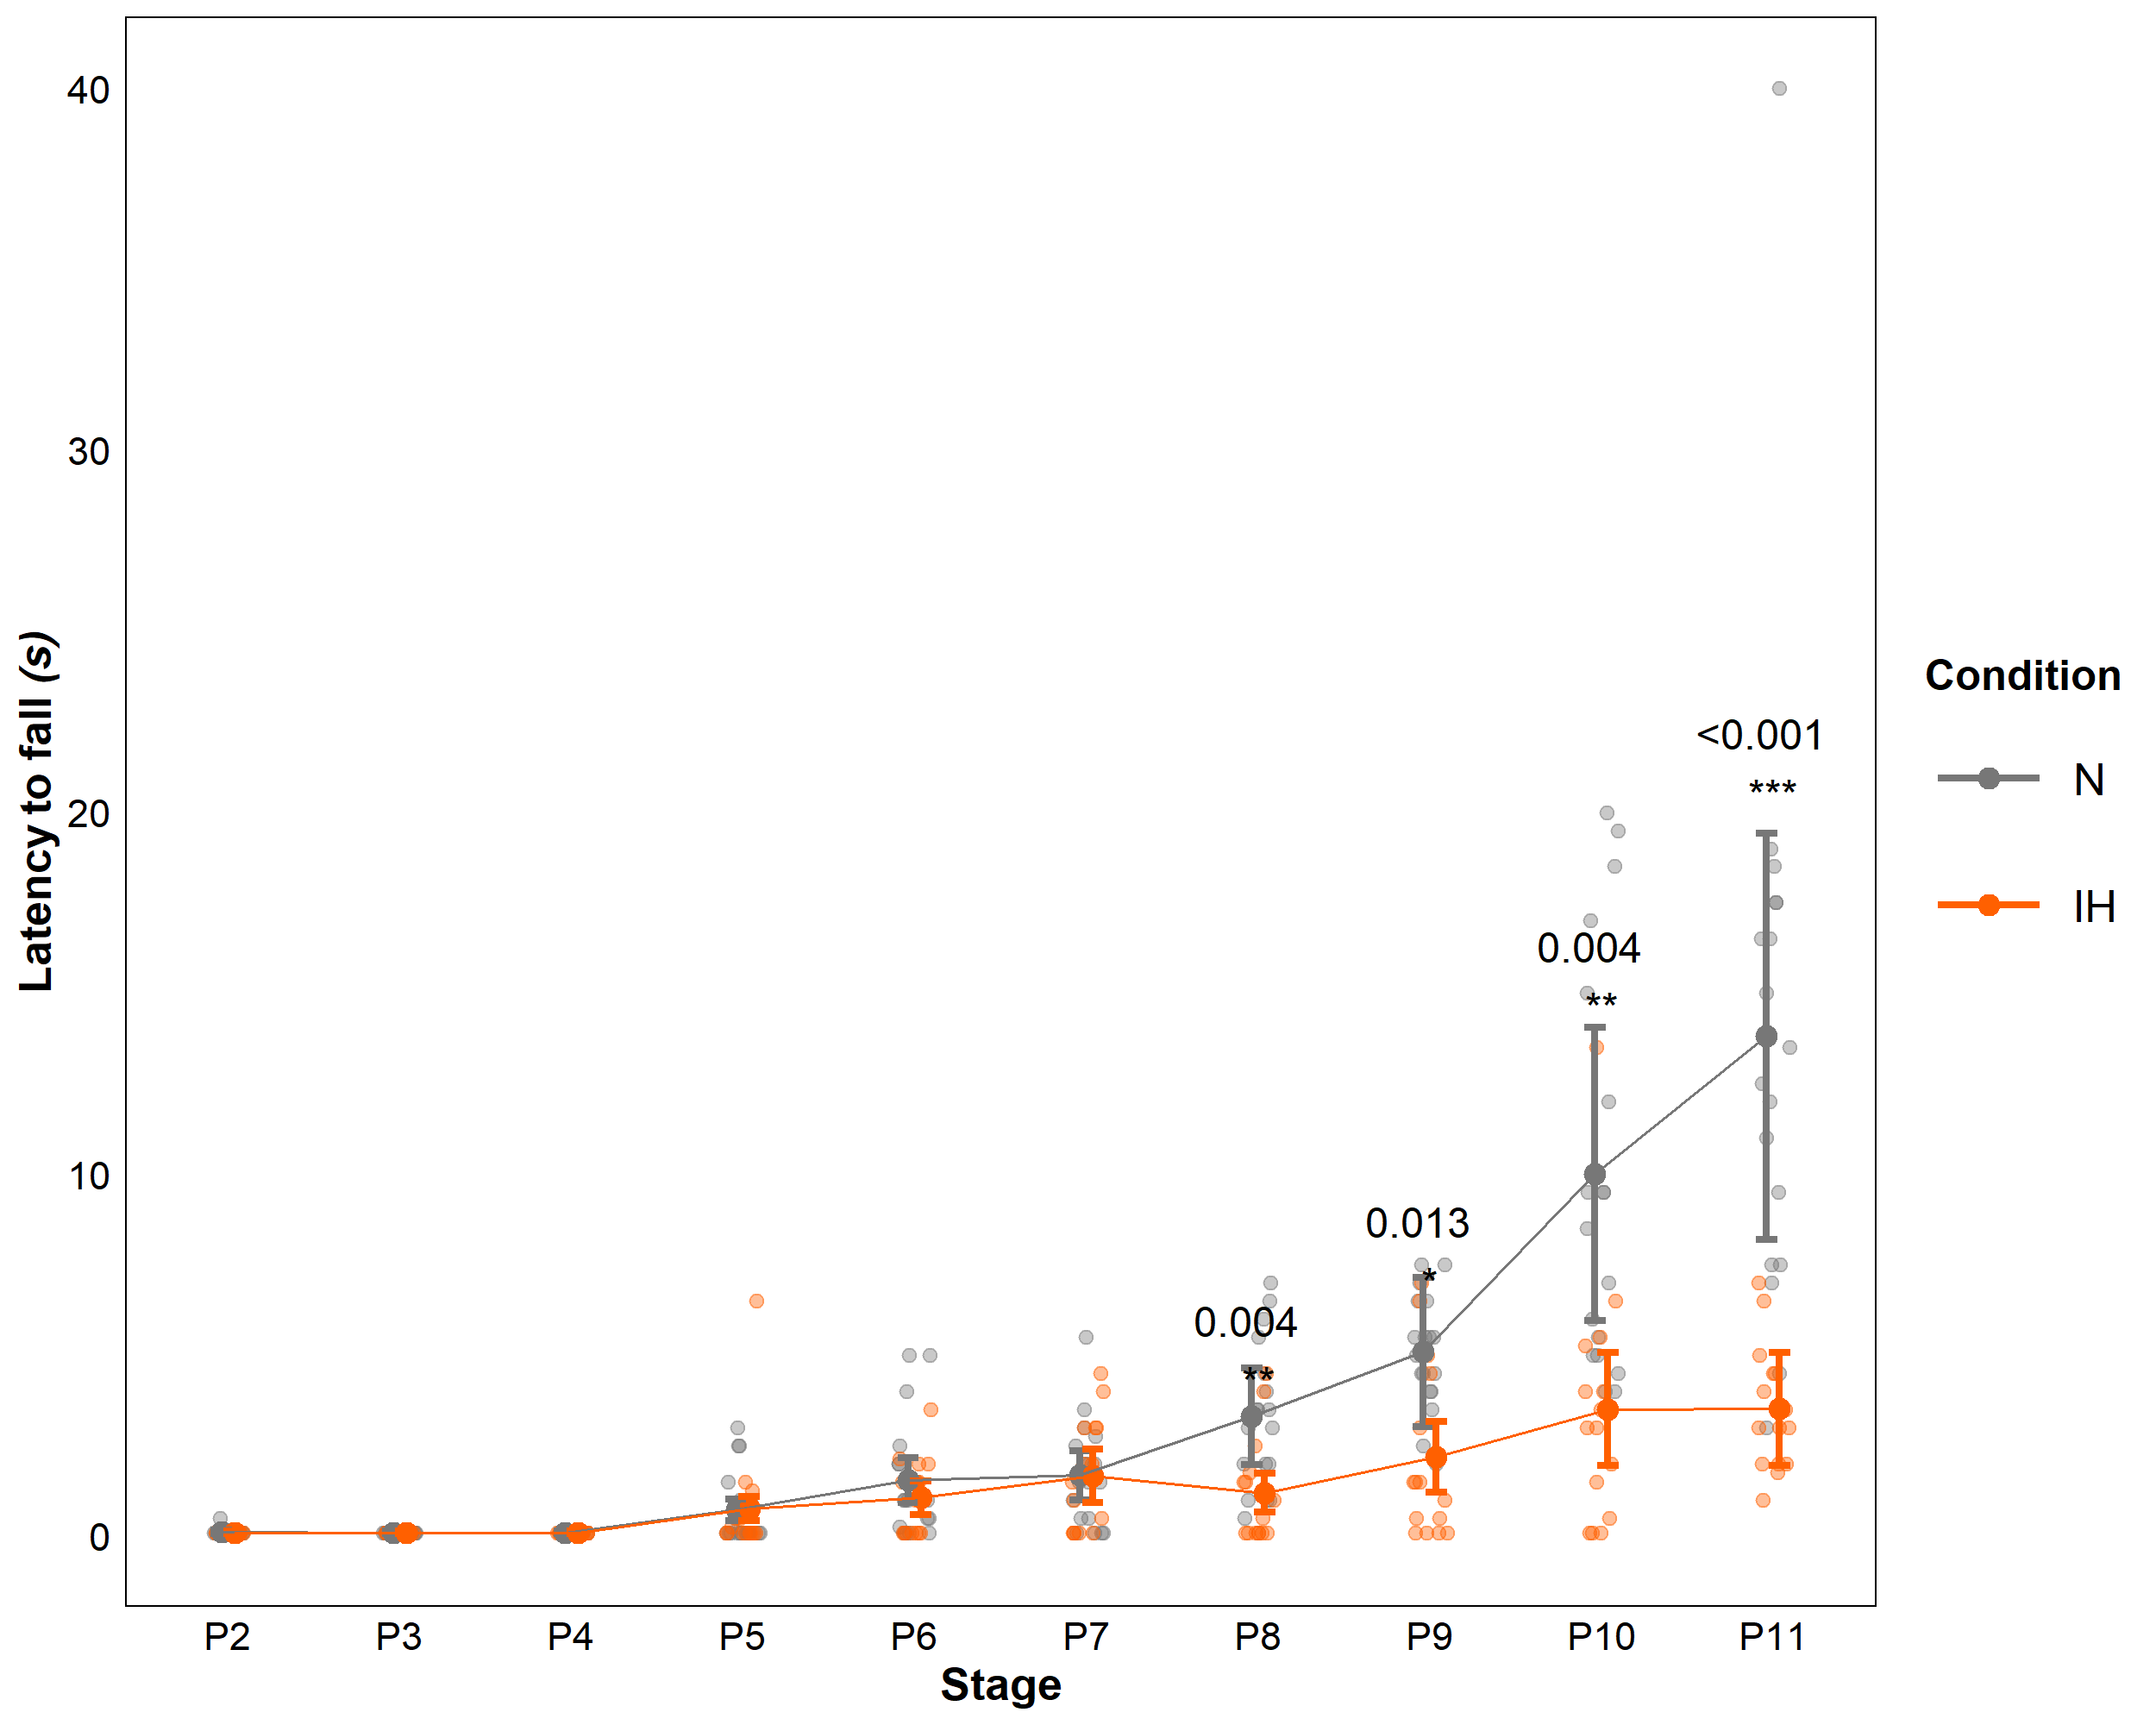 40
30
20
10
0
Latency to fall (s)
<0.001
***
0.004
**
0.013
*
0.004
**
P2 P3 P4 P5 P6 P7 P8 P9 P10 P11
Stage
Condition
N
IH